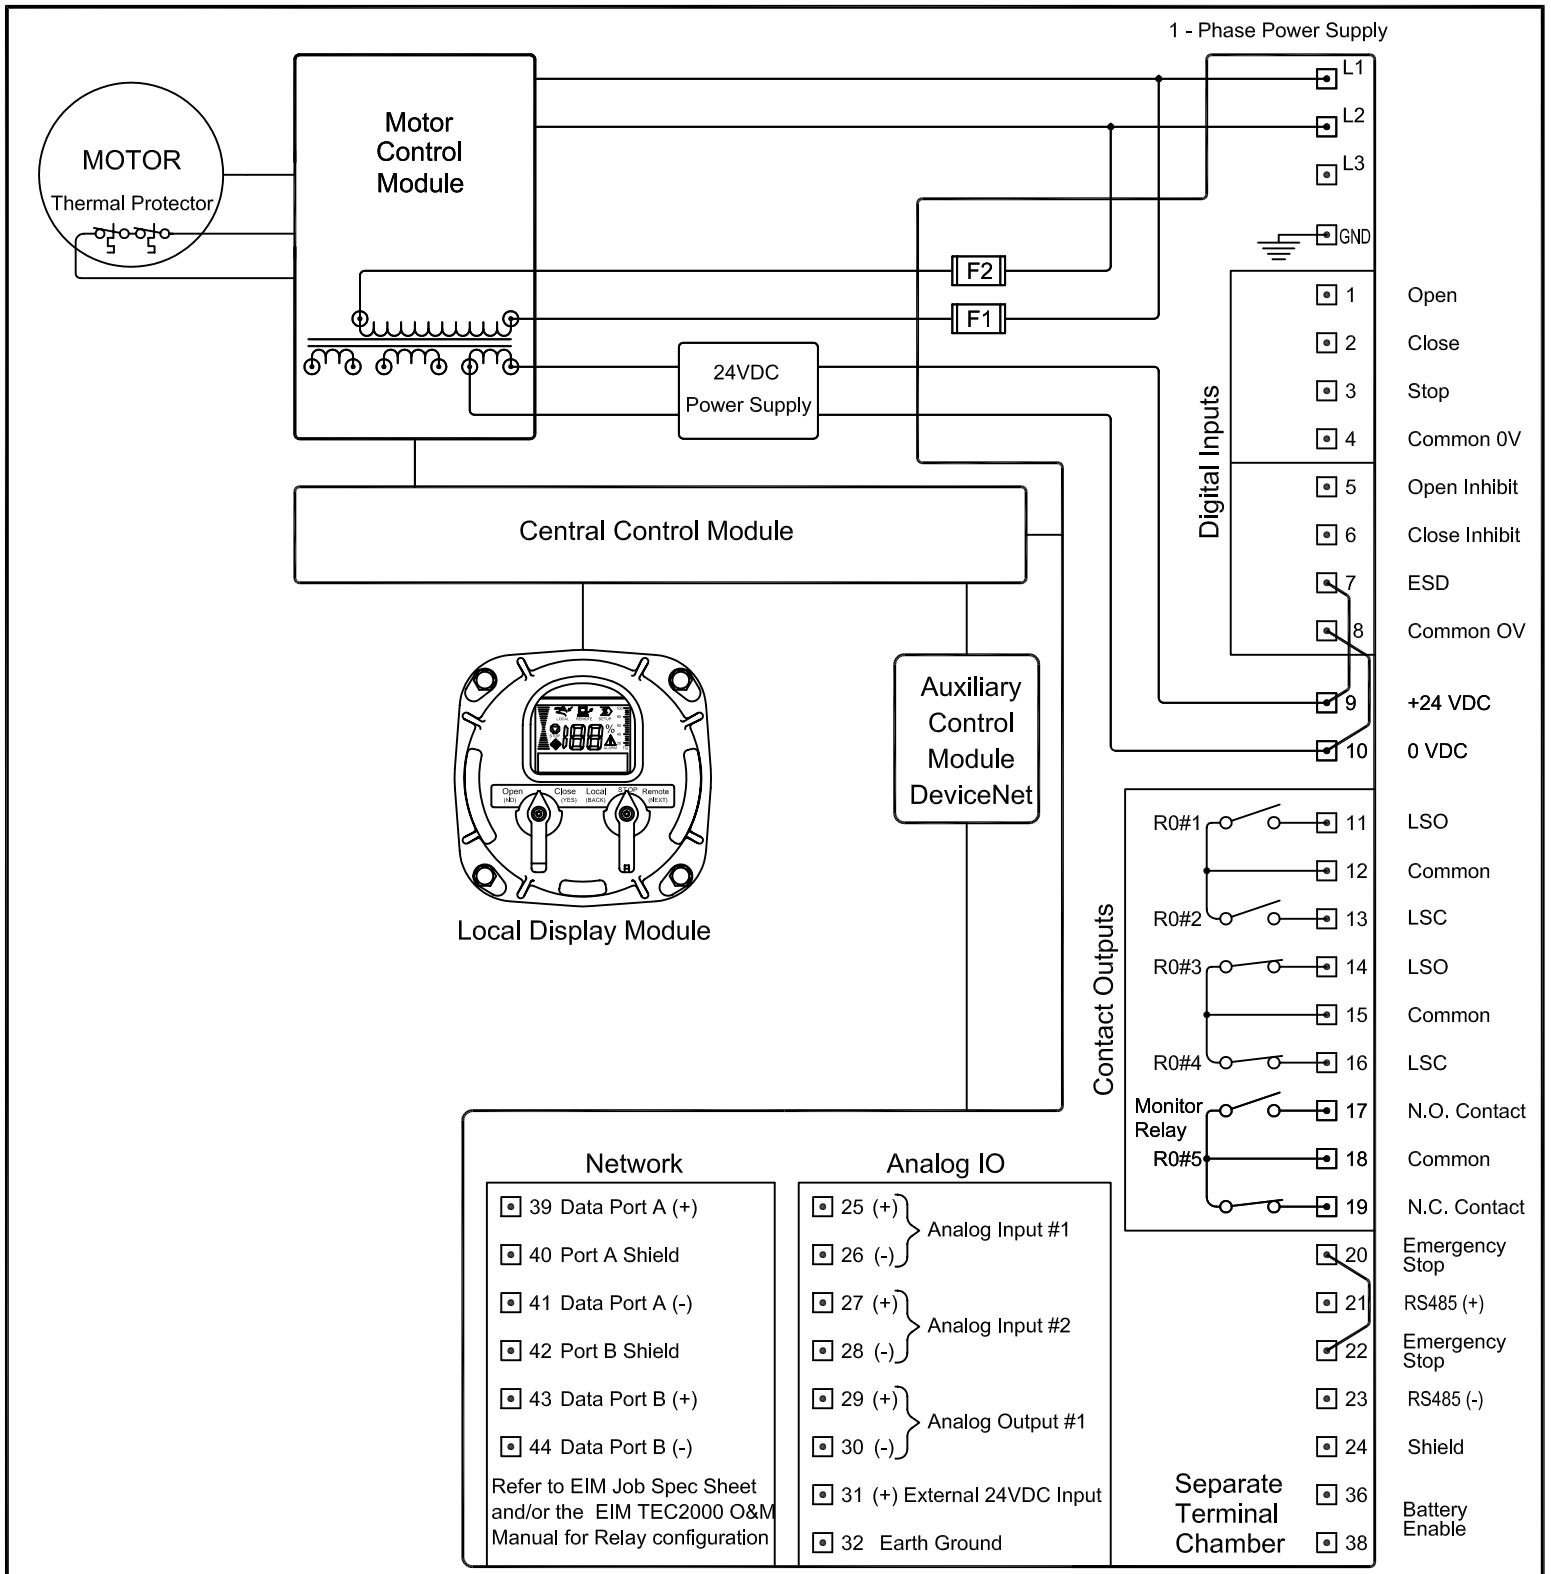 1 - Phase Power Supply
L1
L2
L3
GND
MOTOR
Thermal Protector
Motor
Control
Module
F2
F1
24VDC
Power Supply
Central Control Module
Auxiliary
Control
Module
DeviceNet
LOCAL REMOTE SETUP
188 %
Open Close Local STOP Remote
(NO) (YES) (BACK) (NEXT)
Local Display Module
Digital Inputs
1 Open
2 Close
3 Stop
4 Common 0V
5 Open Inhibit
6 Close Inhibit
7 ESD
8 Common OV
9 +24 VDC
10 0 VDC
Contact Outputs
R0#1 11 LSO
12 Common
R0#2 13 LSC
R0#3 14 LSO
15 Common
R0#4 16 LSC
Monitor
Relay
17 N.O. Contact
R0#5 18 Common
19 N.C. Contact
20 Emergency
Stop
21 RS485 (+)
22 Emergency
Stop
23 RS485 (-)
24 Shield
36
38
Battery
Enable
Separate
Terminal
Chamber
Network
39 Data Port A (+)
40 Port A Shield
41 Data Port A (-)
42 Port B Shield
43 Data Port B (+)
44 Data Port B (-)
Refer to EIM Job Spec Sheet
and/or the EIM TEC2000 O&M
Manual for Relay configuration
Analog IO
25 (+)
26 (-)
Analog Input #1
27 (+)
28 (-)
Analog Input #2
29 (+)
30 (-)
Analog Output #1
31 (+) External 24VDC Input
32 Earth Ground